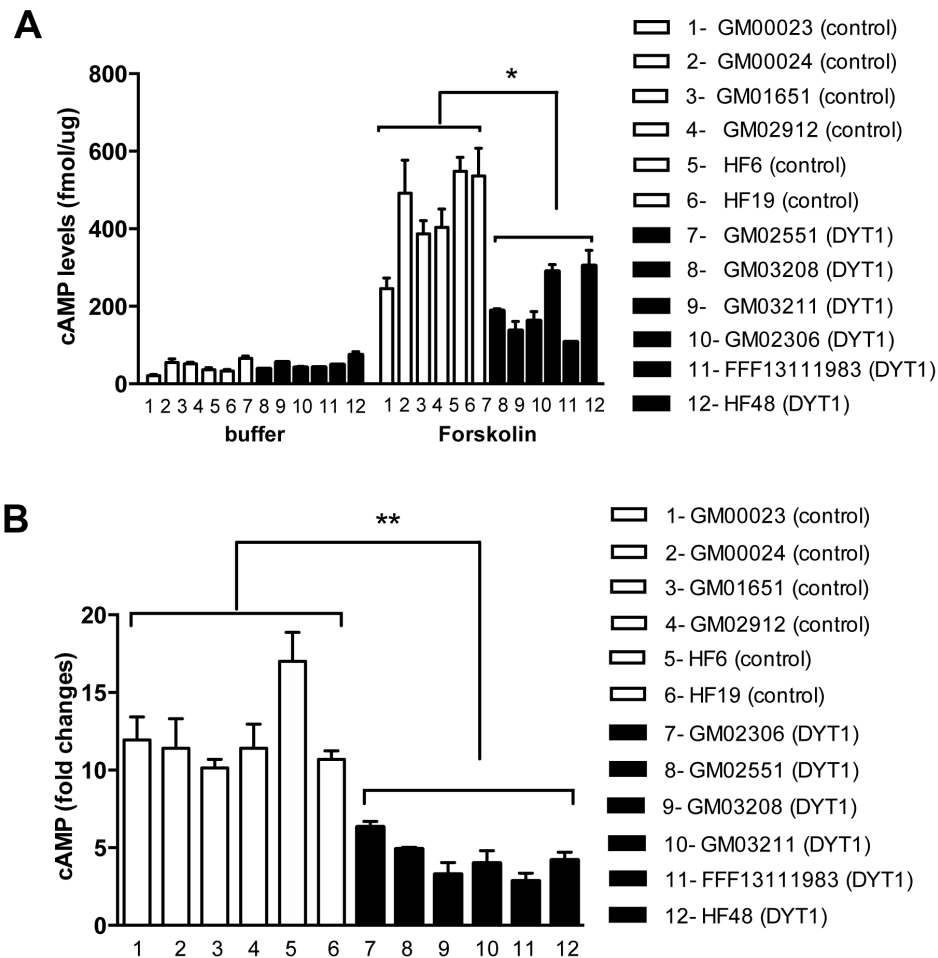 A
*
cAMP levels (fmol/ug)
800
600
400
200
0
1 2 3 4 5 6 7 8 9 10 11 12
1 2 3 4 5 6 7 8 9 10 11 12
buffer
Forskolin
1- GM00023 (control)
2- GM00024 (control)
3- GM01651 (control)
4- GM02912 (control)
5- HF6 (control)
6- HF19 (control)
7- GM02551 (DYT1)
8- GM03208 (DYT1)
9- GM03211 (DYT1)
10- GM02306 (DYT1)
11- FFF13111983 (DYT1)
12- HF48 (DYT1)
B
**
cAMP (fold changes)
20
15
10
5
0
1 2 3 4 5 6 7 8 9 10 11 12
1- GM00023 (control)
2- GM00024 (control)
3- GM01651 (control)
4- GM02912 (control)
5- HF6 (control)
6- HF19 (control)
7- GM02306 (DYT1)
8- GM02551 (DYT1)
9- GM03208 (DYT1)
10- GM03211 (DYT1)
11- FFF13111983 (DYT1)
12- HF48 (DYT1)